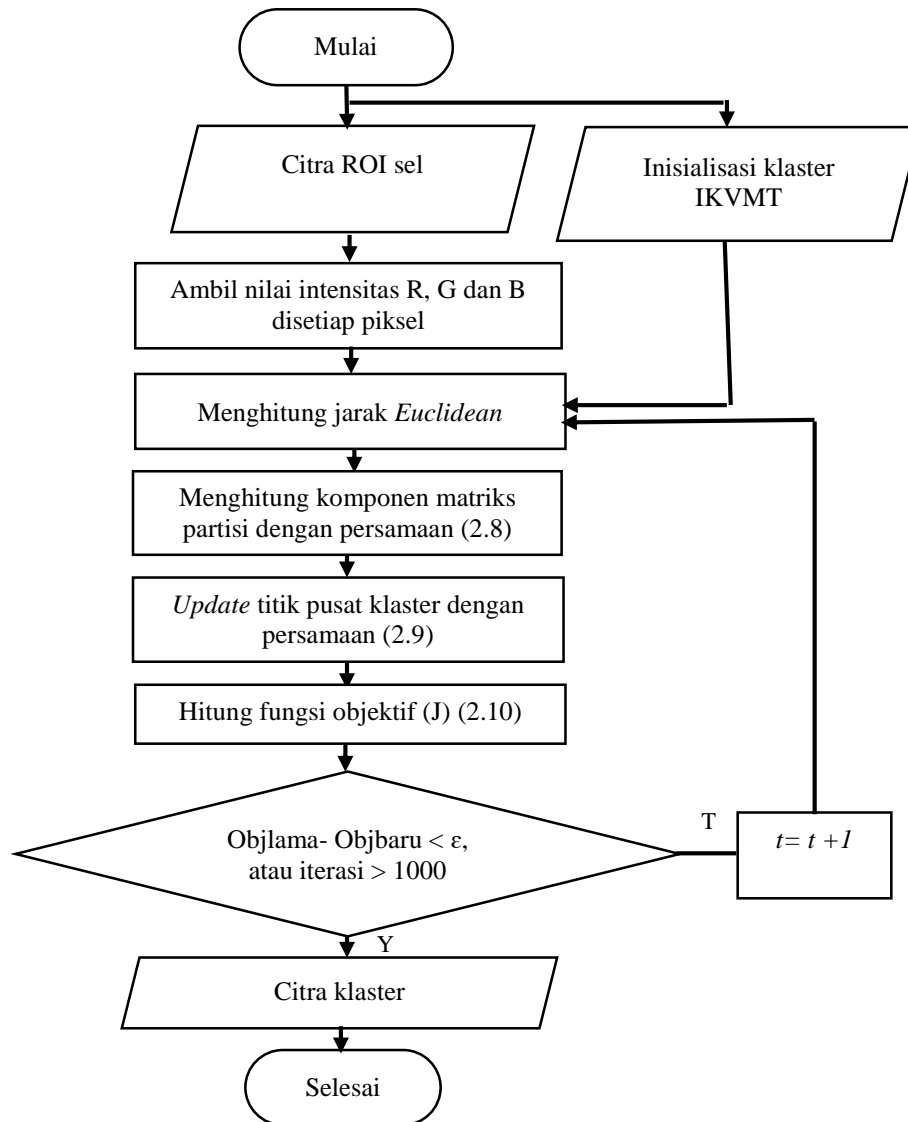 Mulai
Citra ROI sel
Inisialisasi klaster
IKVMT
Ambil nilai intensitas R, G dan B
disetiap piksel
Menghitung jarak Euclidean
Menghitung komponen matriks
partisi dengan persamaan (2.8)
Update titik pusat klaster dengan
persamaan (2.9)
Hitung fungsi objektif (J) (2.10)
Objlama- Objbaru < ε,
atau iterasi > 1000
T
t= t +1
Y
Citra klaster
Selesai